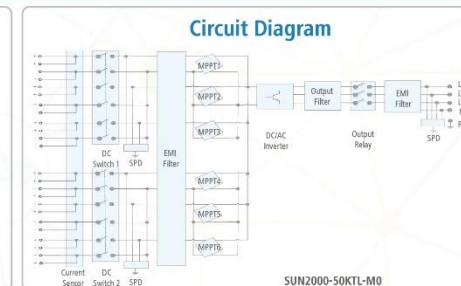 Circuit Diagram
MPPT1
MPPT2
MPPT3
MPPT4
MPPT5
MPPT6
DC
Switch 1
SPD
EMI
Filter
DC/AC
Inverter
Output
Filter
Output
Relay
EMI
Filter
SPD
Current
Sensor
DC
Switch 2
SPD
SUN2000-50KTL-M0